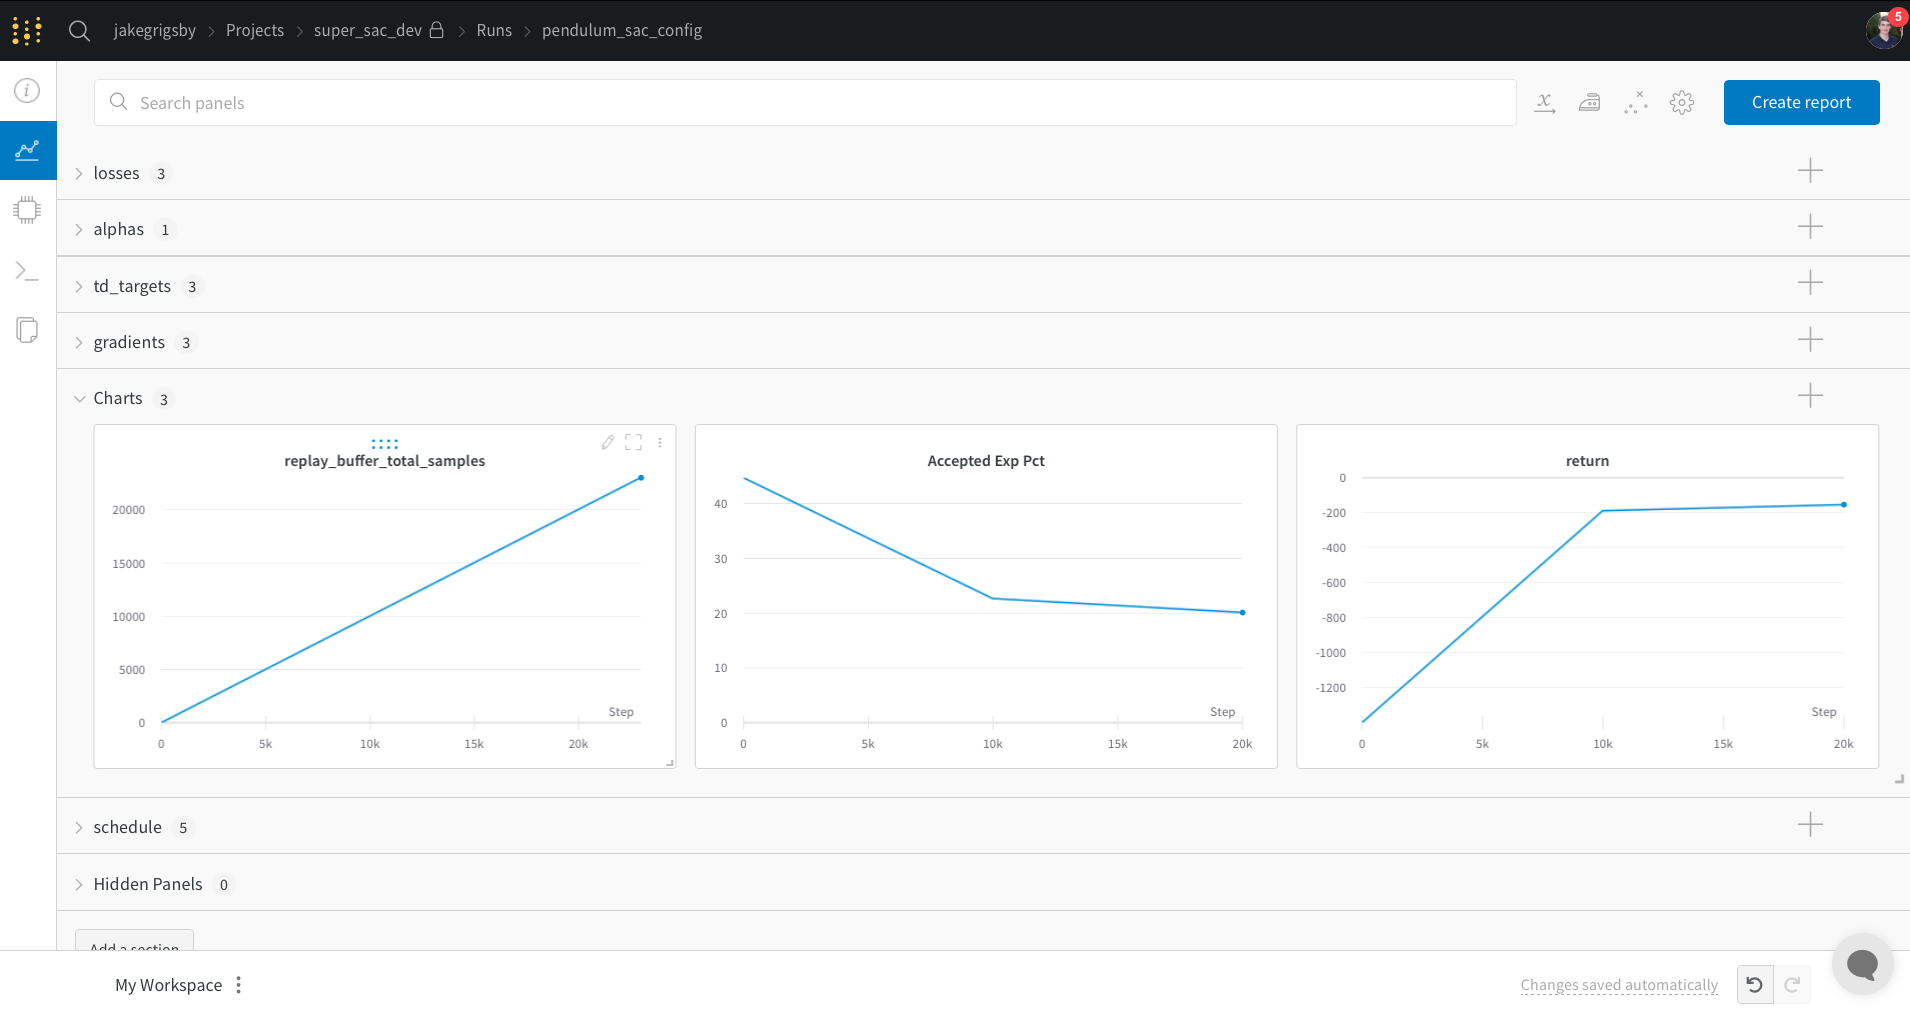 jakegrigsby > Projects > super_sac_dev > Runs > pendulum_sac_config
5
Search panels
Create report
losses 3
alphas 1
td_targets 3
gradients 3
Charts 3
replay_buffer_total_samples
20000
15000
10000
5000
0
Step
0 5k 10k 15k 20k
Accepted Exp Pct
40
30
20
10
0
Step
0 5k 10k 15k 20k
return
0
-200
-400
-600
-800
-1000
-1200
Step
0 5k 10k 15k 20k
schedule 5
Hidden Panels 0
Add a section
My Workspace
Changes saved automatically